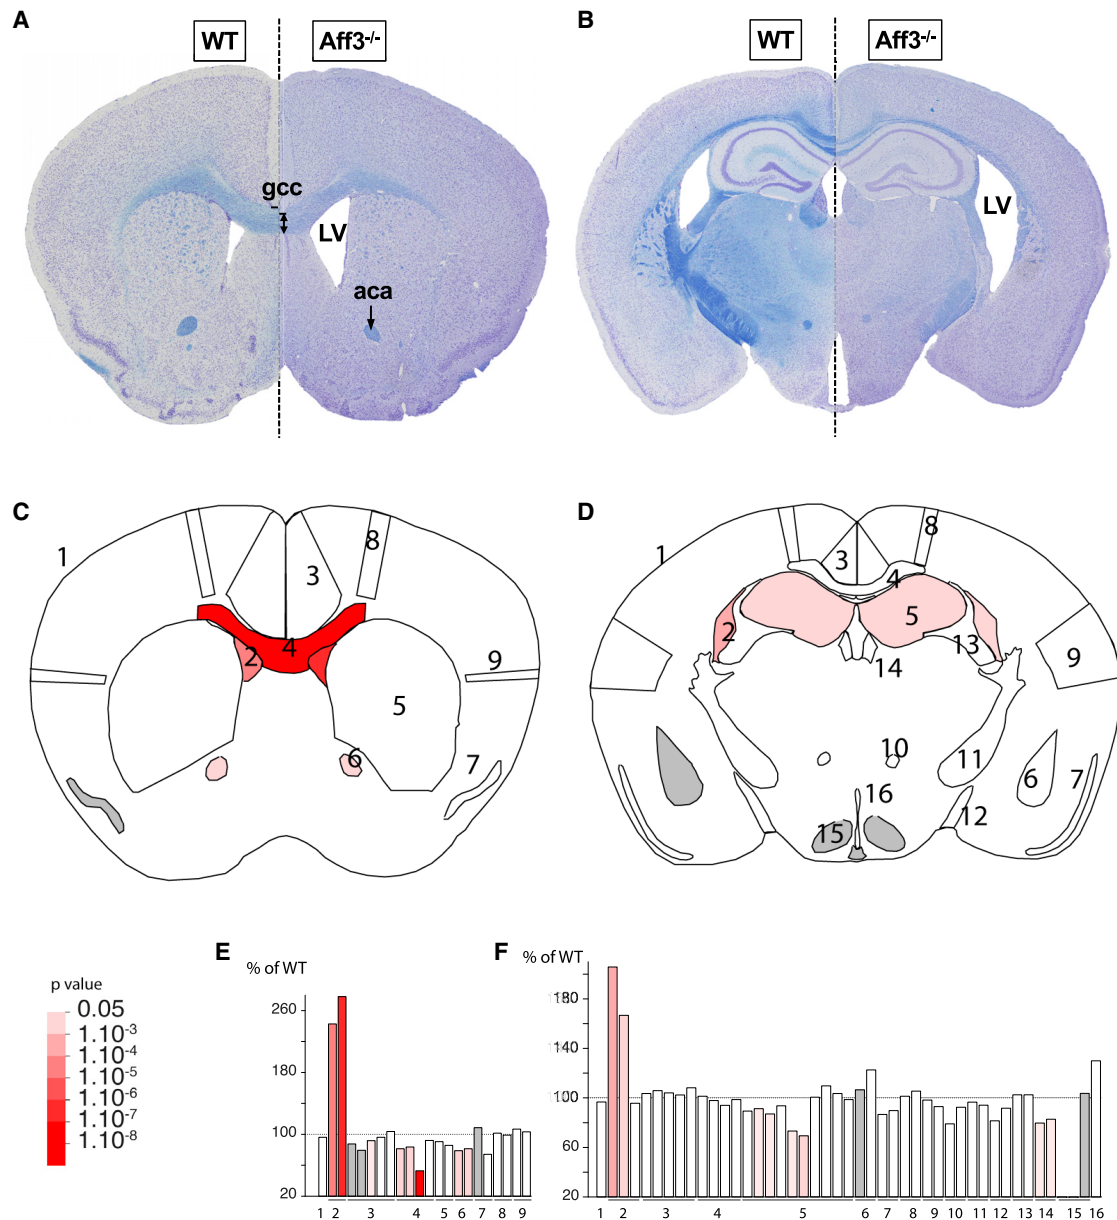 A
B
WT
Aff3-/-
WT
Aff3-/-
gcc
LV
aca
LV
C
D
1
8
3
2
4
9
5
6
7
1
8
3
4
2
5
13
9
14
10
11
6
7
16
12
15
E
F
% of WT
% of WT
p value
0.05
1.10-3
1.10-4
1.10-5
1.10-6
1.10-7
1.10-8
260
180
100
20
1 2 3 4 5 6 7 8 9
140
100
60
20
1 2 3 4 5 6 7 8 9 10 11 12 13 14 15 16